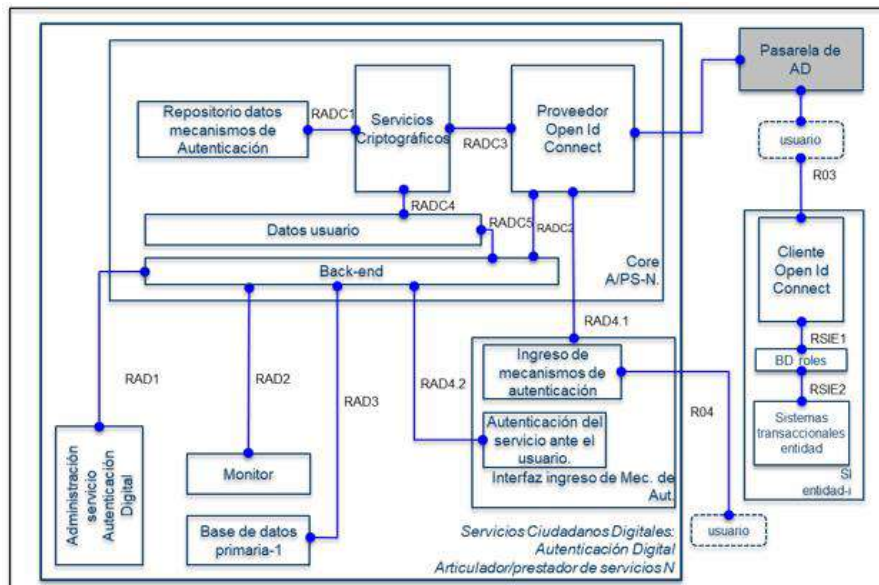 Pasarela de
AD
Repositorio datos
mecanismos de
Autenticación
RADC1
Servicios
Criptográficos
RADC3
Proveedor
Open Id
Connect
usuario
R03
RADC4
Datos usuario
RADC5
RADC2
Back-end
Core
A/PS-N.
Cliente
Open Id
Connect
RAD1
RAD2
RAD3
RAD4.2
RAD4.1
Ingreso de
mecanismos de
autenticación
R04
RSIE1
BD roles
RSIE2
Sistemas
transaccionales
entidad
SI
entidad-i
Autenticación del
servicio ante el
usuario.
Interfaz ingreso de Mec. de
Aut.
Administración
servicio
Autenticación
Digital
Monitor
Base de datos
primaria-1
usuario
Servicios Ciudadanos Digitales:
Autenticación Digital
Articulador/prestador de servicios N